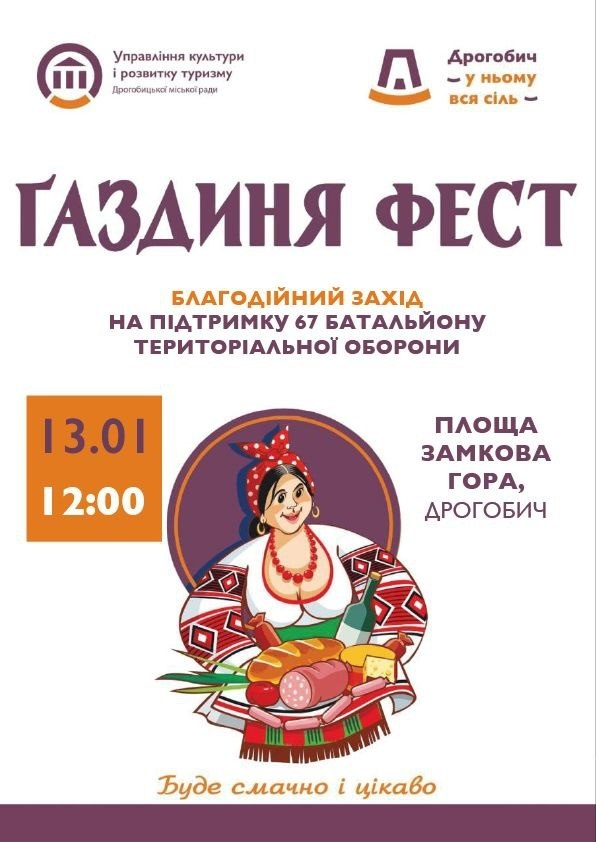 Управління культури
і розвитку туризму
Дрогобицької міської ради
Дрогобич
у ньому
вся сіль
ҐАЗДИНЯ ФЕСТ
БЛАГОДІЙНИЙ ЗАХІД
НА ПІДТРИМКУ 67 БАТАЛЬЙОНУ
ТЕРИТОРІАЛЬНОЇ ОБОРОНИ
13.01
12:00
ПЛОЩА
ЗАМКОВА
ГОРА,
ДРОГОБИЧ
Буде смачно і цікаво